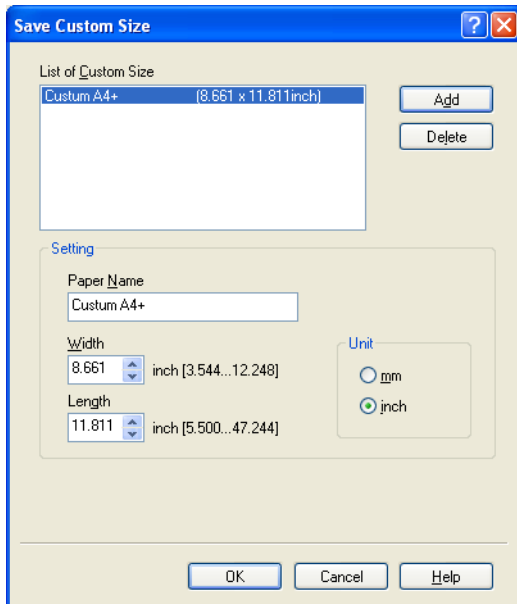 Save Custom Size
List of Custom Size
Custum A4+ (8.661 x 11.811inch)
Add
Delete
Setting
Paper Name
Custum A4+
Width
8.661 inch [3.544...12.248]
Length
11.811 inch [5.500...47.244]
Unit
mm
inch
OK Cancel Help